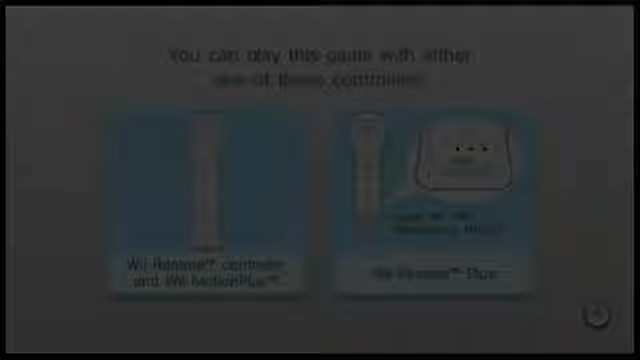 You can play this game with either
one of these controllers.
Wii Remote™ controller
and Wii MotionPlus™
Wii Remote™ Plus